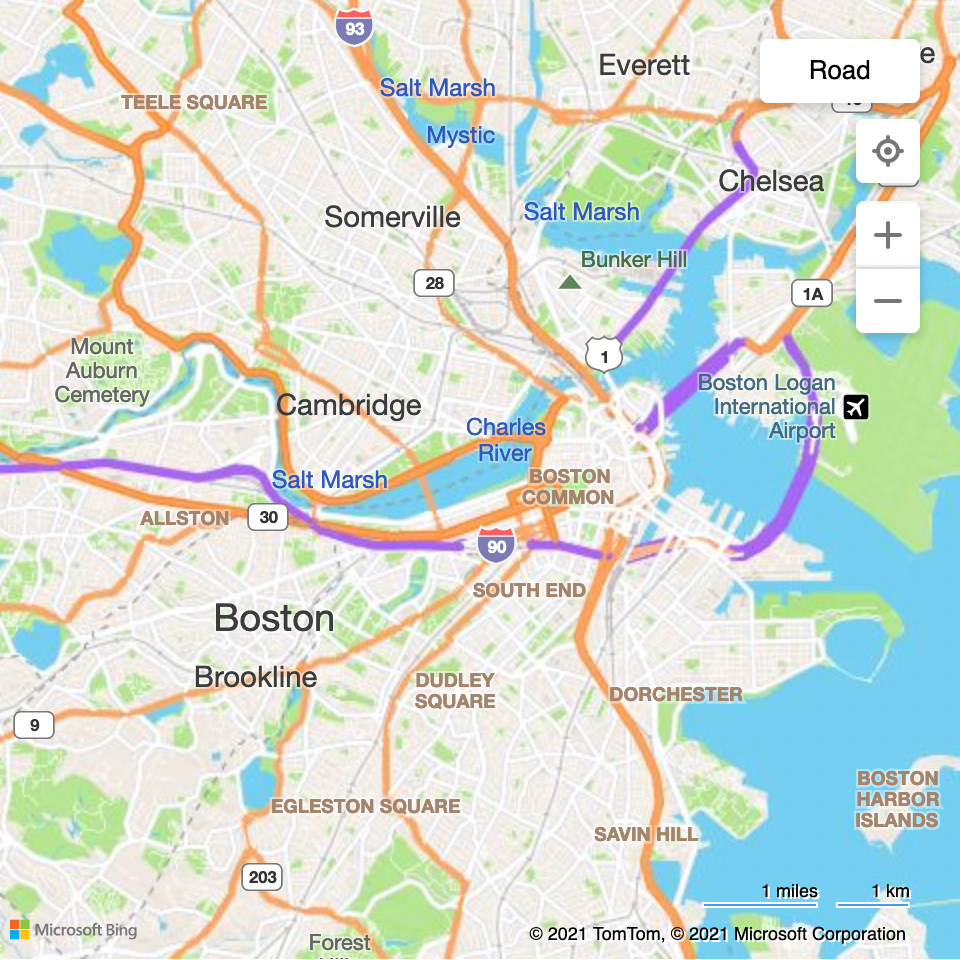 93
Everett
e
Road
Salt Marsh
TEELE SQUARE
Mystic
Chelsea
Somerville
Salt Marsh
Bunker Hill
28
1A
1
Mount
Auburn
Cemetery
Boston Logan
International
Airport
Cambridge
Charles
River
Salt Marsh
BOSTON
COMMON
ALLSTON
30
90
SOUTH END
Boston
Brookline
DUDLEY
SQUARE
DORCHESTER
9
BOSTON
HARBOR
ISLANDS
EGLESTON SQUARE
SAVIN HILL
203
1 miles
1 km
Microsoft Bing
Forest
© 2021 TomTom, © 2021 Microsoft Corporation